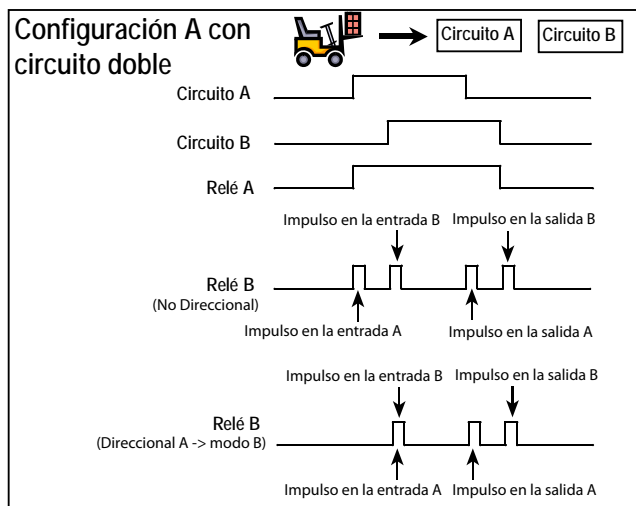 Configuración A con
circuito doble
Circuito A
Circuito B
Circuito A
Circuito B
Relé A
Impulso en la entrada B
Impulso en la salida B
Relé B
(No Direccional)
Impulso en la entrada A
Impulso en la salida A
Impulso en la entrada B
Impulso en la salida B
Relé B
(Direccional A -> modo B)
Impulso en la entrada A
Impulso en la salida A